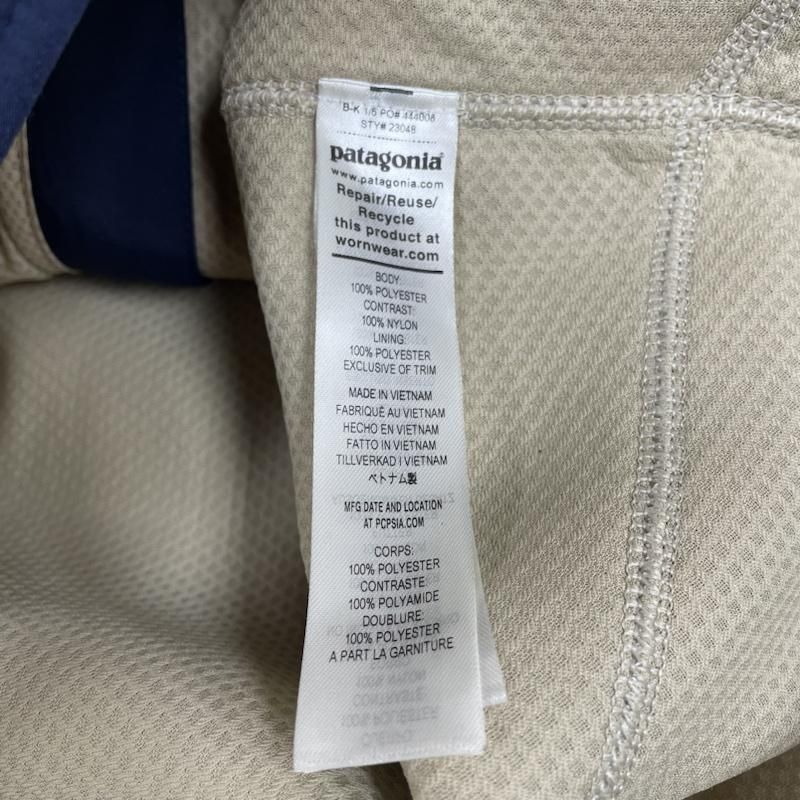 B-K 1/5 PO# 444008
STY# 23048
patagonia®
www.patagonia.com
Repair/Reuse/
Recycle
this product at
wornwear.com
BODY:
100% POLYESTER
CONTRAST:
100% NYLON
LINING:
100% POLYESTER
EXCLUSIVE OF TRIM
MADE IN VIETNAM
FABRIQUÉ AU VIETNAM
HECHO EN VIETNAM
FATTO IN VIETNAM
TILLVERKAD I VIETNAM
ベトナム製
MFG DATE AND LOCATION
AT PCPSIA.COM
CORPS:
100% POLYESTER
CONTRASTE:
100% POLYAMIDE
DOUBLURE:
100% POLYESTER
A PART LA GARNITURE